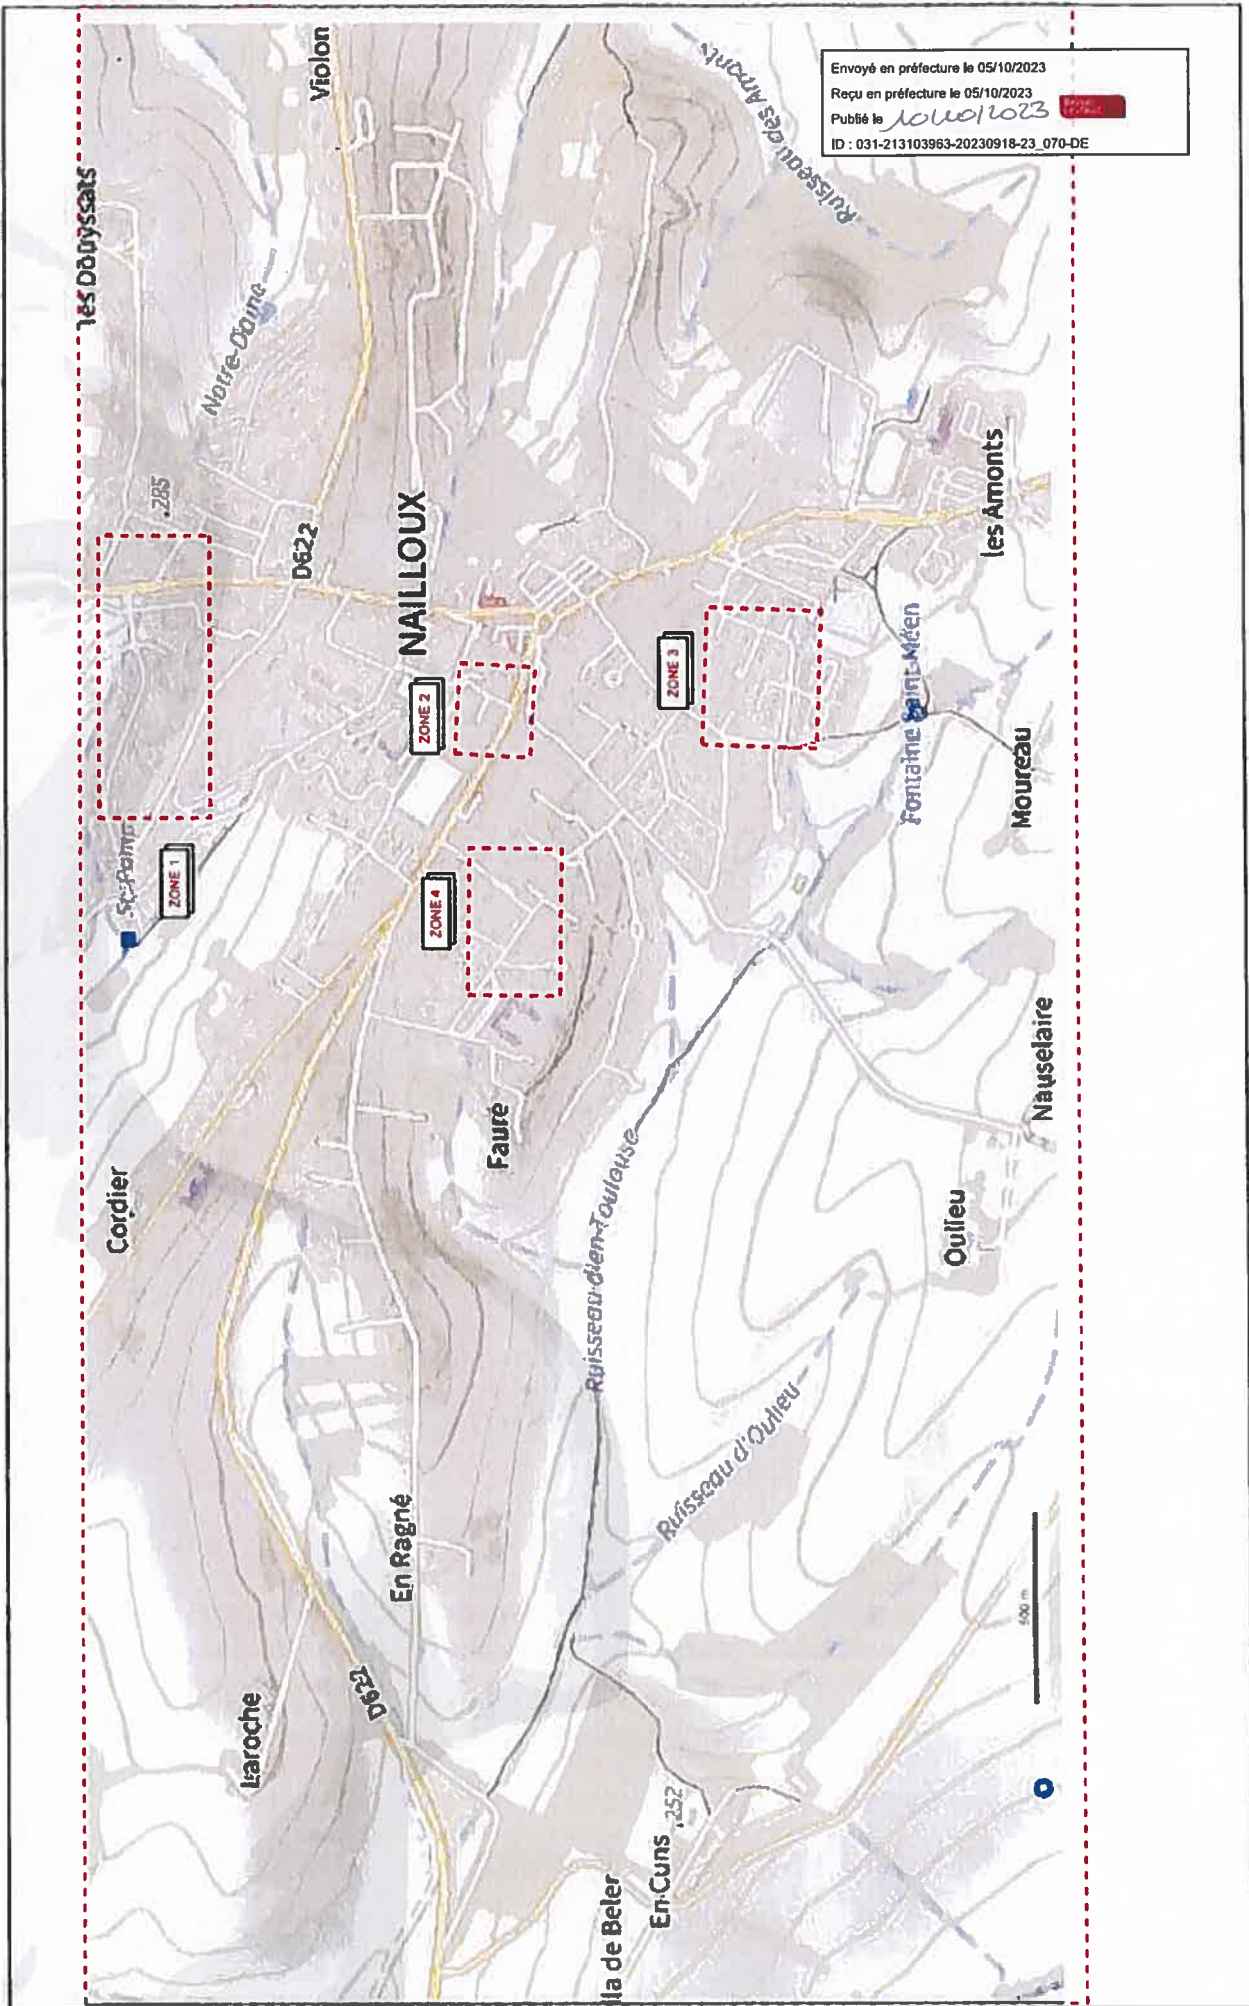 Envoyé en préfecture le 05/10/2023
Reçu en préfecture le 05/10/2023
Publié le 10/10/2023
ID : 031-213103963-20230918-23_070-DE
les Douyssats
Violon
Notre-Dame
Ruisseau des Amonts
.285
D622
NAILLOUX
les Amonts
ZONE 1
ZONE 2
ZONE 3
ZONE 4
Fontaine Saint-Méen
Moureau
Nauselaire
Cordier
Fauré
Ruisseau d'en Toulouse
Oulieu
Ruisseau d'Oulieu
En Ragné
Laroche
D622
500 m
En Cuns
.252
la de Beler